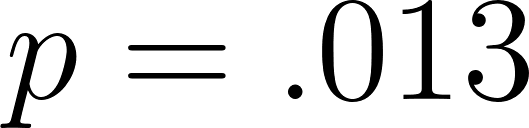 p = .013